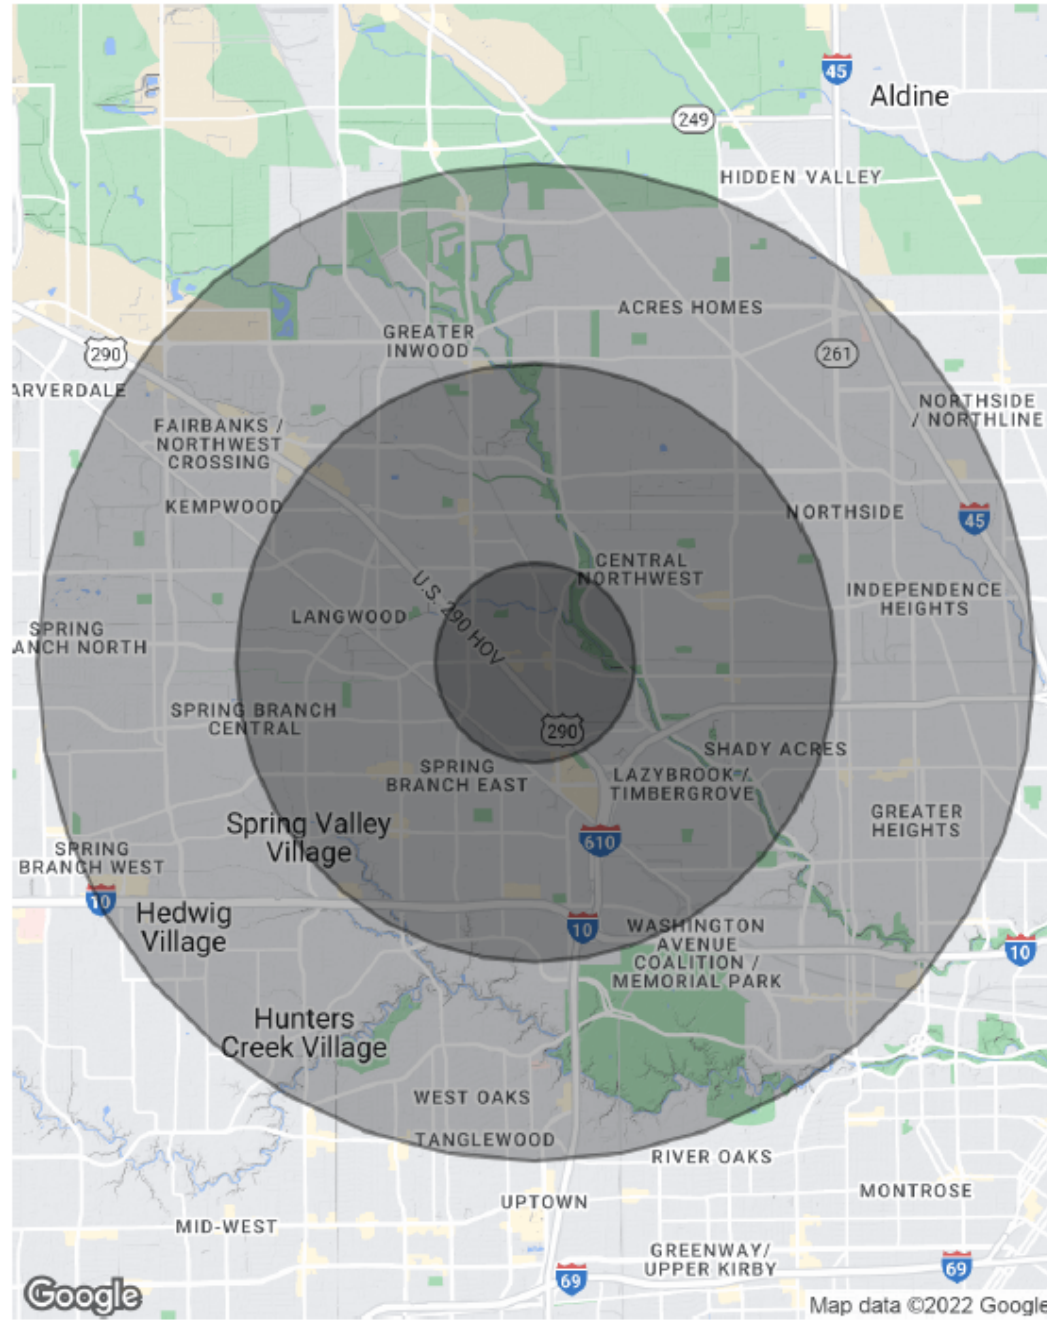 45
Aldine
249
HIDDEN VALLEY
ACRES HOMES
GREATER
INWOOD
290
261
ARVERDALE
NORTHSIDE
/ NORTHLINE
FAIRBANKS /
NORTHWEST
CROSSING
KEMPWOOD
NORTHSIDE
45
CENTRAL
NORTHWEST
U.S. 290 HOV
INDEPENDENCE
HEIGHTS
LANGWOOD
SPRING
ANCH NORTH
SPRING BRANCH
CENTRAL
290
SHADY ACRES
SPRING
BRANCH EAST
LAZYBROOK /
TIMBERGROVE
Spring Valley
Village
GREATER
HEIGHTS
610
SPRING
BRANCH WEST
10
Hedwig
Village
10
WASHINGTON
AVENUE
COALITION /
MEMORIAL PARK
10
Hunters
Creek Village
WEST OAKS
TANGLEWOOD
RIVER OAKS
MONTROSE
UPTOWN
MID-WEST
GREENWAY/
UPPER KIRBY
69
69
Google
Map data ©2022 Google